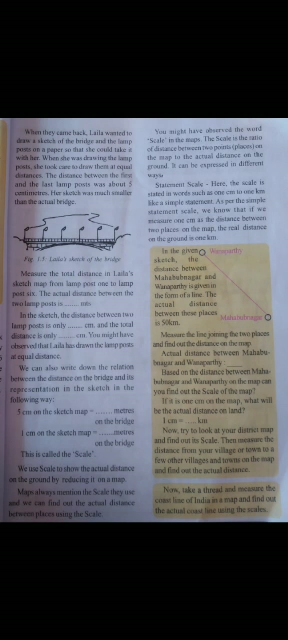 When they came back, Laila wanted to
draw a sketch of the bridge and the lamp
posts on a paper so that she could take it
with her. When she was drawing the lamp
posts, she took care to draw them at equal
distances. The distance between the first
and the last lamp posts was about 5
centimetres. Her sketch was much smaller
than the actual bridge.
Fig. 1.5 Laila's sketch of the bridge
Measure the total distance in Laila's
sketch map from lamp post one to lamp
post six. The actual distance between the
two lamp posts is ....... mts
In the sketch, the distance between two
lamp posts is only ....... cm. and the total
distance is only ....... cm. You might have
observed that Laila has drawn the lamp posts
at equal distance.
We can also write down the relation
between the distance on the bridge and its
representation in the sketch in the
following way:
5 cm on the sketch map = ....... metres
on the bridge
1 cm on the sketch map = ......metres
on the bridge
This is called the 'Scale'.
We use Scale to show the actual distance
on the ground by reducing it on a map.
Maps always mention the Scale they use
and we can find out the actual distance
between places using the Scale.
You might have observed the word
'Scale' in the maps. The Scale is the ratio
of distance between two points (places) on
the map to the actual distance on the
ground. It can be expressed in different
ways.
Statement Scale - Here, the scale is
stated in words such as one cm to one km
like a simple statement. As per the simple
statement scale, we know that if we
measure one cm as the distance between
two places on the map, the real distance
on the ground is one km.
In the given
sketch, the
distance between
Mahabubnagar and
Wanaparthy is given in
the form of a line. The
actual distance
between these places
is 50km.
Wanaparthy
Mahabubnagar
Measure the line joining the two places
and find out the distance on the map.
Actual distance between Mahabu-
bnagar and Wanaparthy :
Based on the distance between Maha-
bubnagar and Wanaparthy on the map can
you find out the Scale of the map?
If it is one cm on the map, what will
be the actual distance on land?
1 cm = ..... km
Now, try to look at your district map
and find out its Scale. Then measure the
distance from your village or town to a
few other villages and towns on the map
and find out the actual distance.
Now, take a thread and measure the
coast line of India in a map and find out
the actual coast line using the scales.